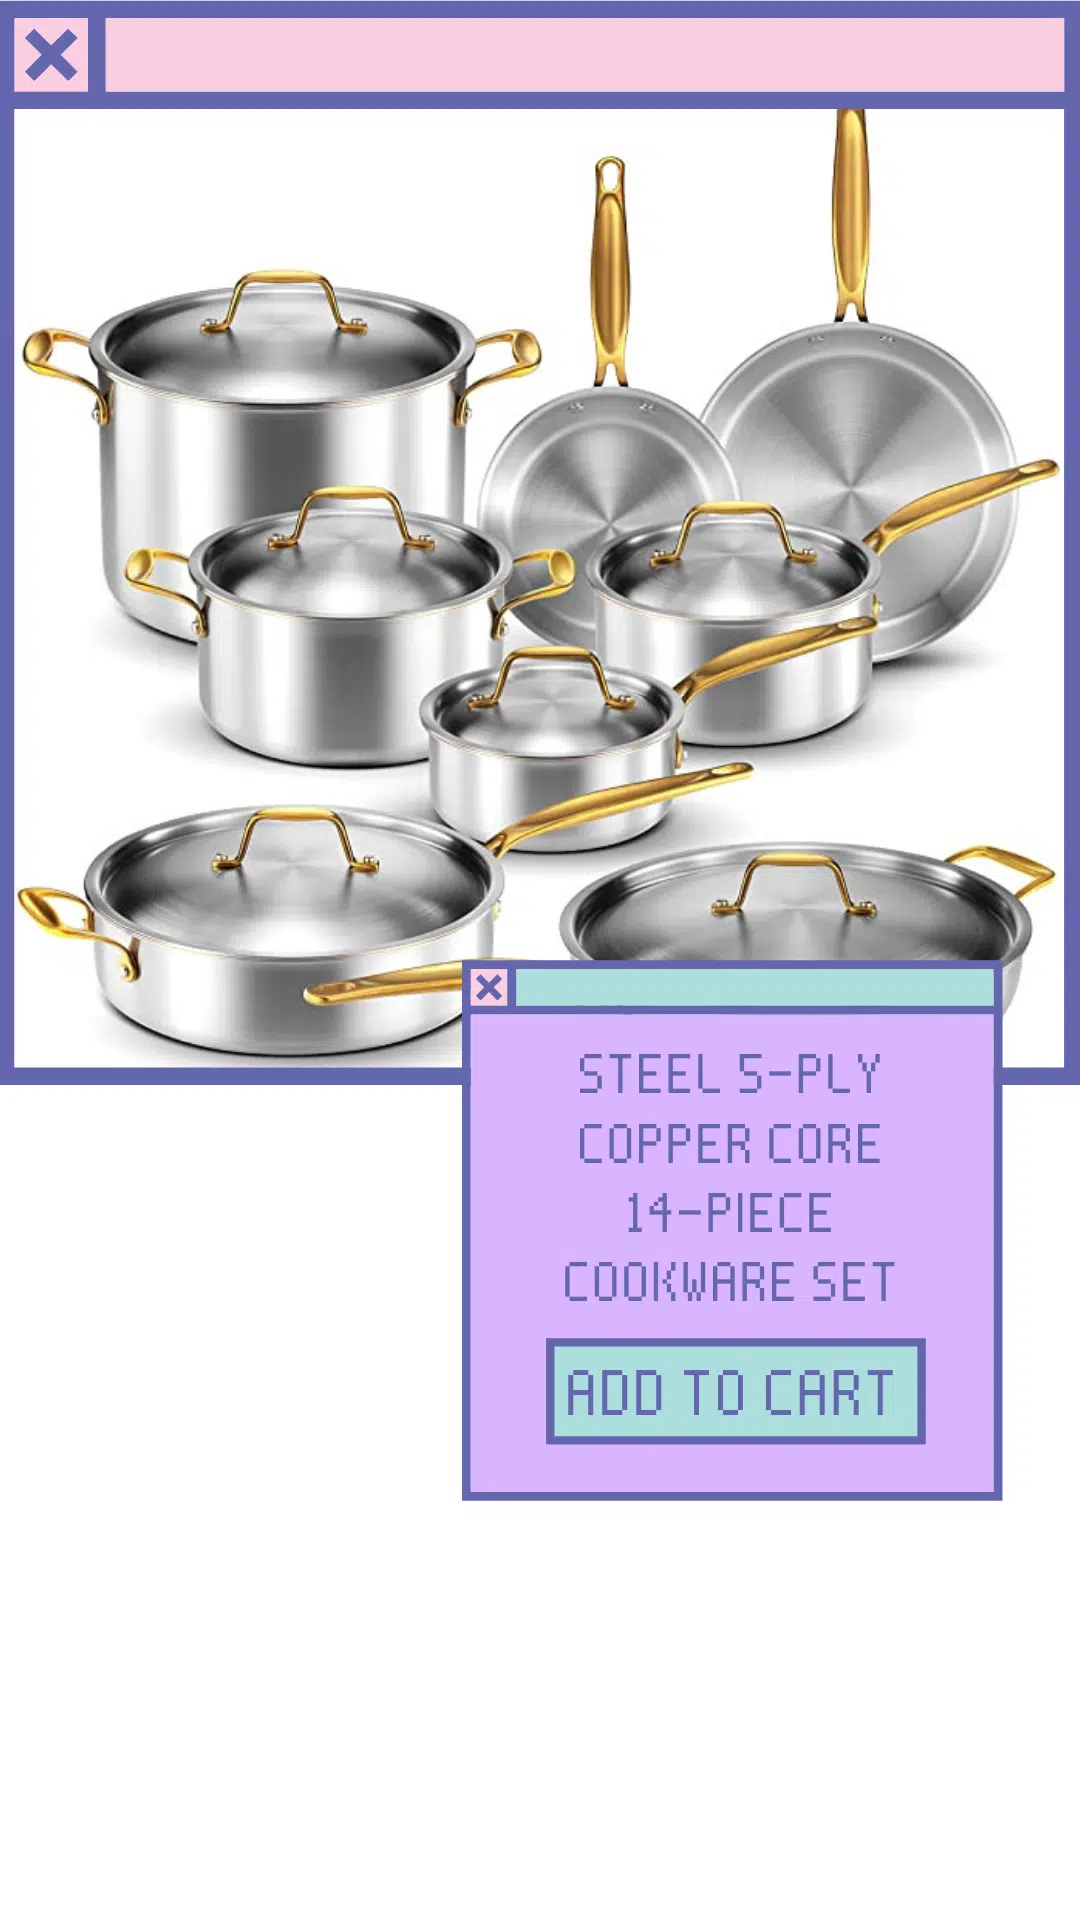 STEEL 5-PLY
COPPER CORE
14-PIECE
COOKWARE SET
ADD TO CART